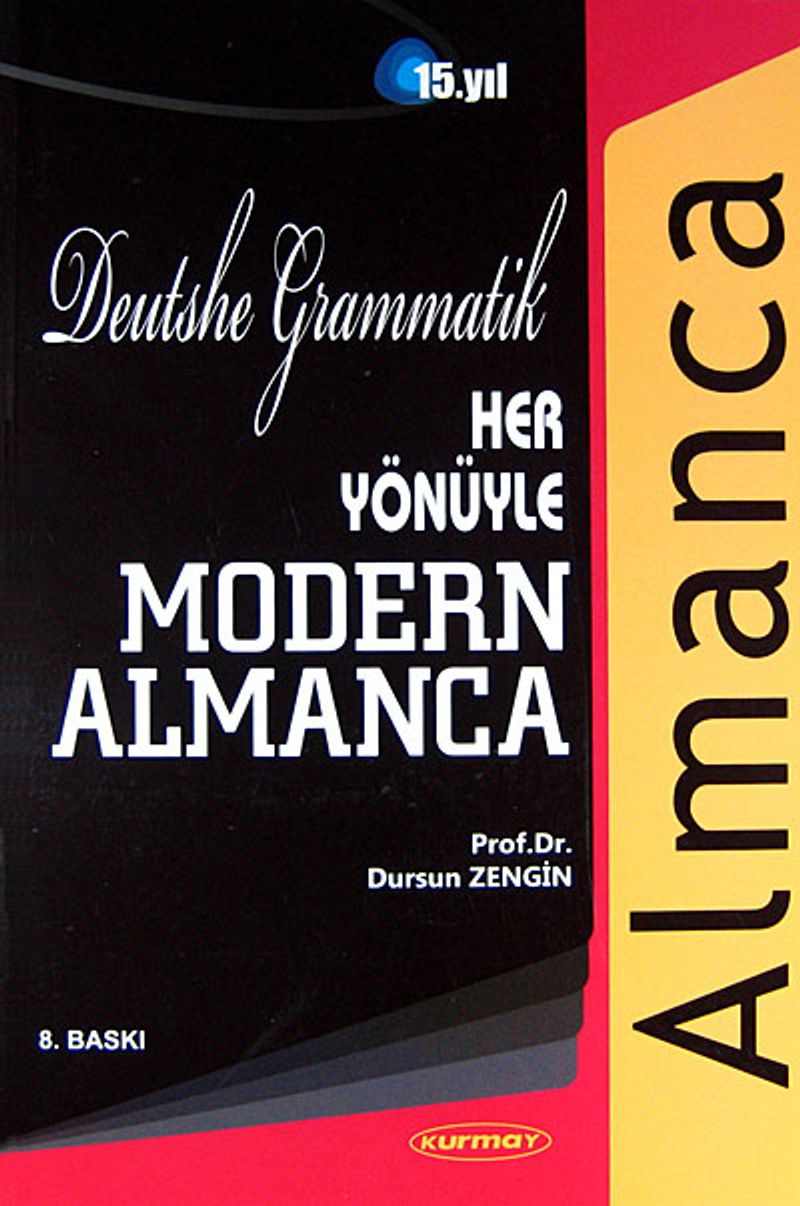 15.yıl
Deutshe Grammatik
HER
YÖNÜYLE
MODERN
ALMANCA
Prof.Dr.
Dursun ZENGİN
8. BASKI
kurmay
Almanca